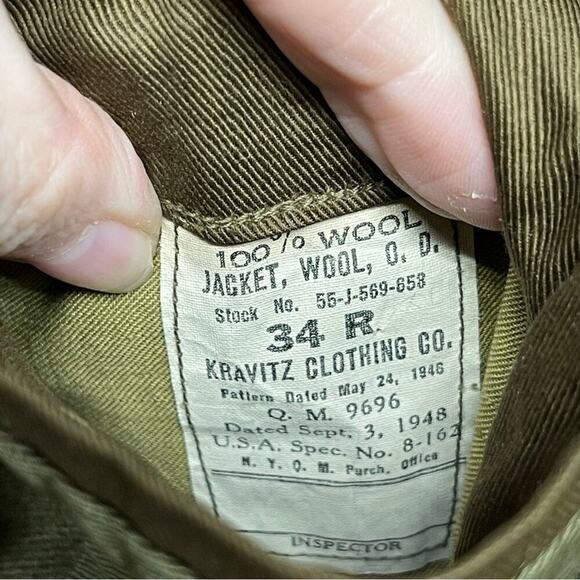 100% WOOL
JACKET, WOOL, O. D.
Stock No. 55-J-569-658
34 R
KRAVITZ CLOTHING CO.
Pattern Dated May 24, 1946
Q. M. 9696
Dated Sept. 3, 1948
U.S.A. Spec. No. 8-162
N. Y. Q. M. Purch. Office
INSPECTOR